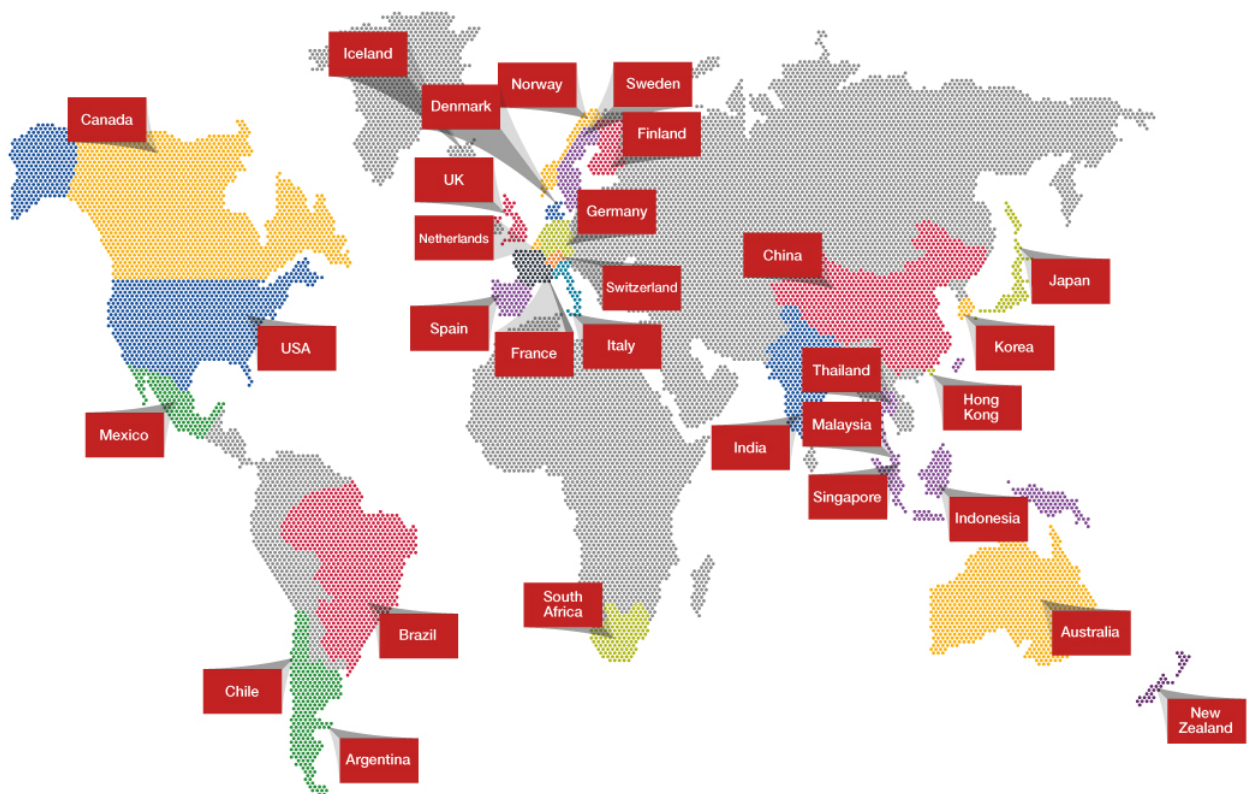 Iceland
Norway
Sweden
Denmark
Canada
Finland
UK
Germany
Netherlands
China
Switzerland
Japan
Spain
France
Italy
USA
Korea
Thailand
Hong
Kong
Mexico
India
Malaysia
Singapore
Indonesia
South
Africa
Brazil
Australia
Chile
New
Zealand
Argentina